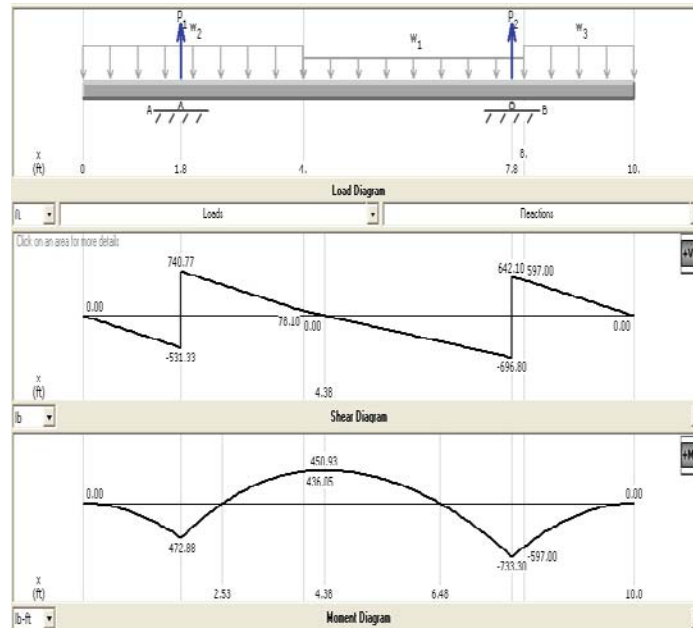 P1 P2
w2 w1 w3
A B
x
(ft) 0 1.8 4. 7.8 8. 10.
Load Diagram
ft. Loads Reactions
Click on an area for more details
+V
740.77 642.10 597.00
0.00 78.10 0.00 0.00
-531.33 -696.80
x
(ft) 4.38
lb Shear Diagram
+M
450.93
0.00 436.05 0.00
472.88 -733.30 -597.00
x
(ft) 2.53 4.38 6.48 10.0
lb-ft Moment Diagram